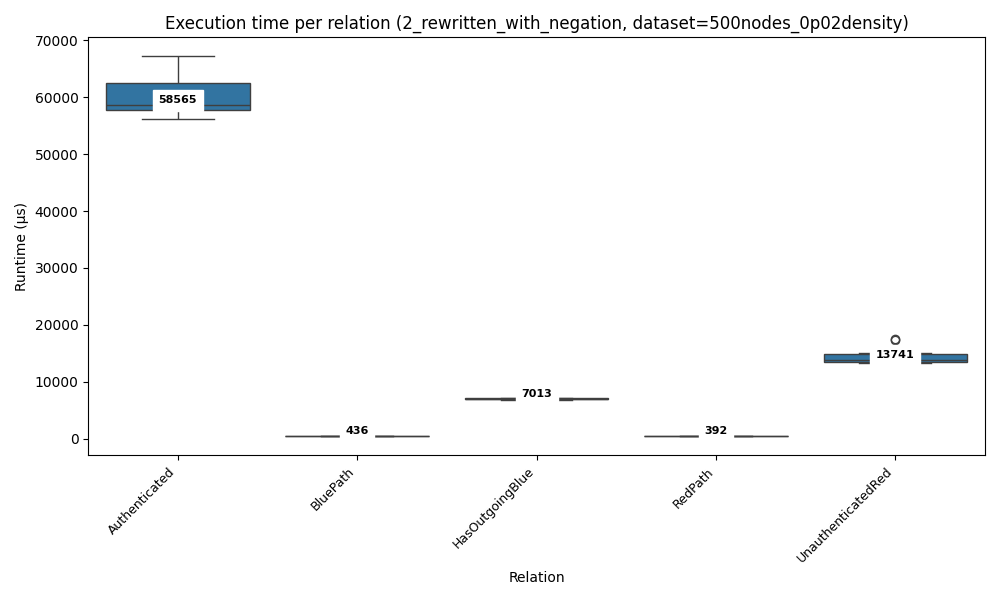 Execution time per relation (2_rewritten_with_negation, dataset=500nodes_0p02density)
Runtime (µs)
70000
60000
50000
40000
30000
20000
10000
0
58565
436
7013
392
13741
Authenticated
BluePath
HasOutgoingBlue
RedPath
UnauthenticatedRed
Relation